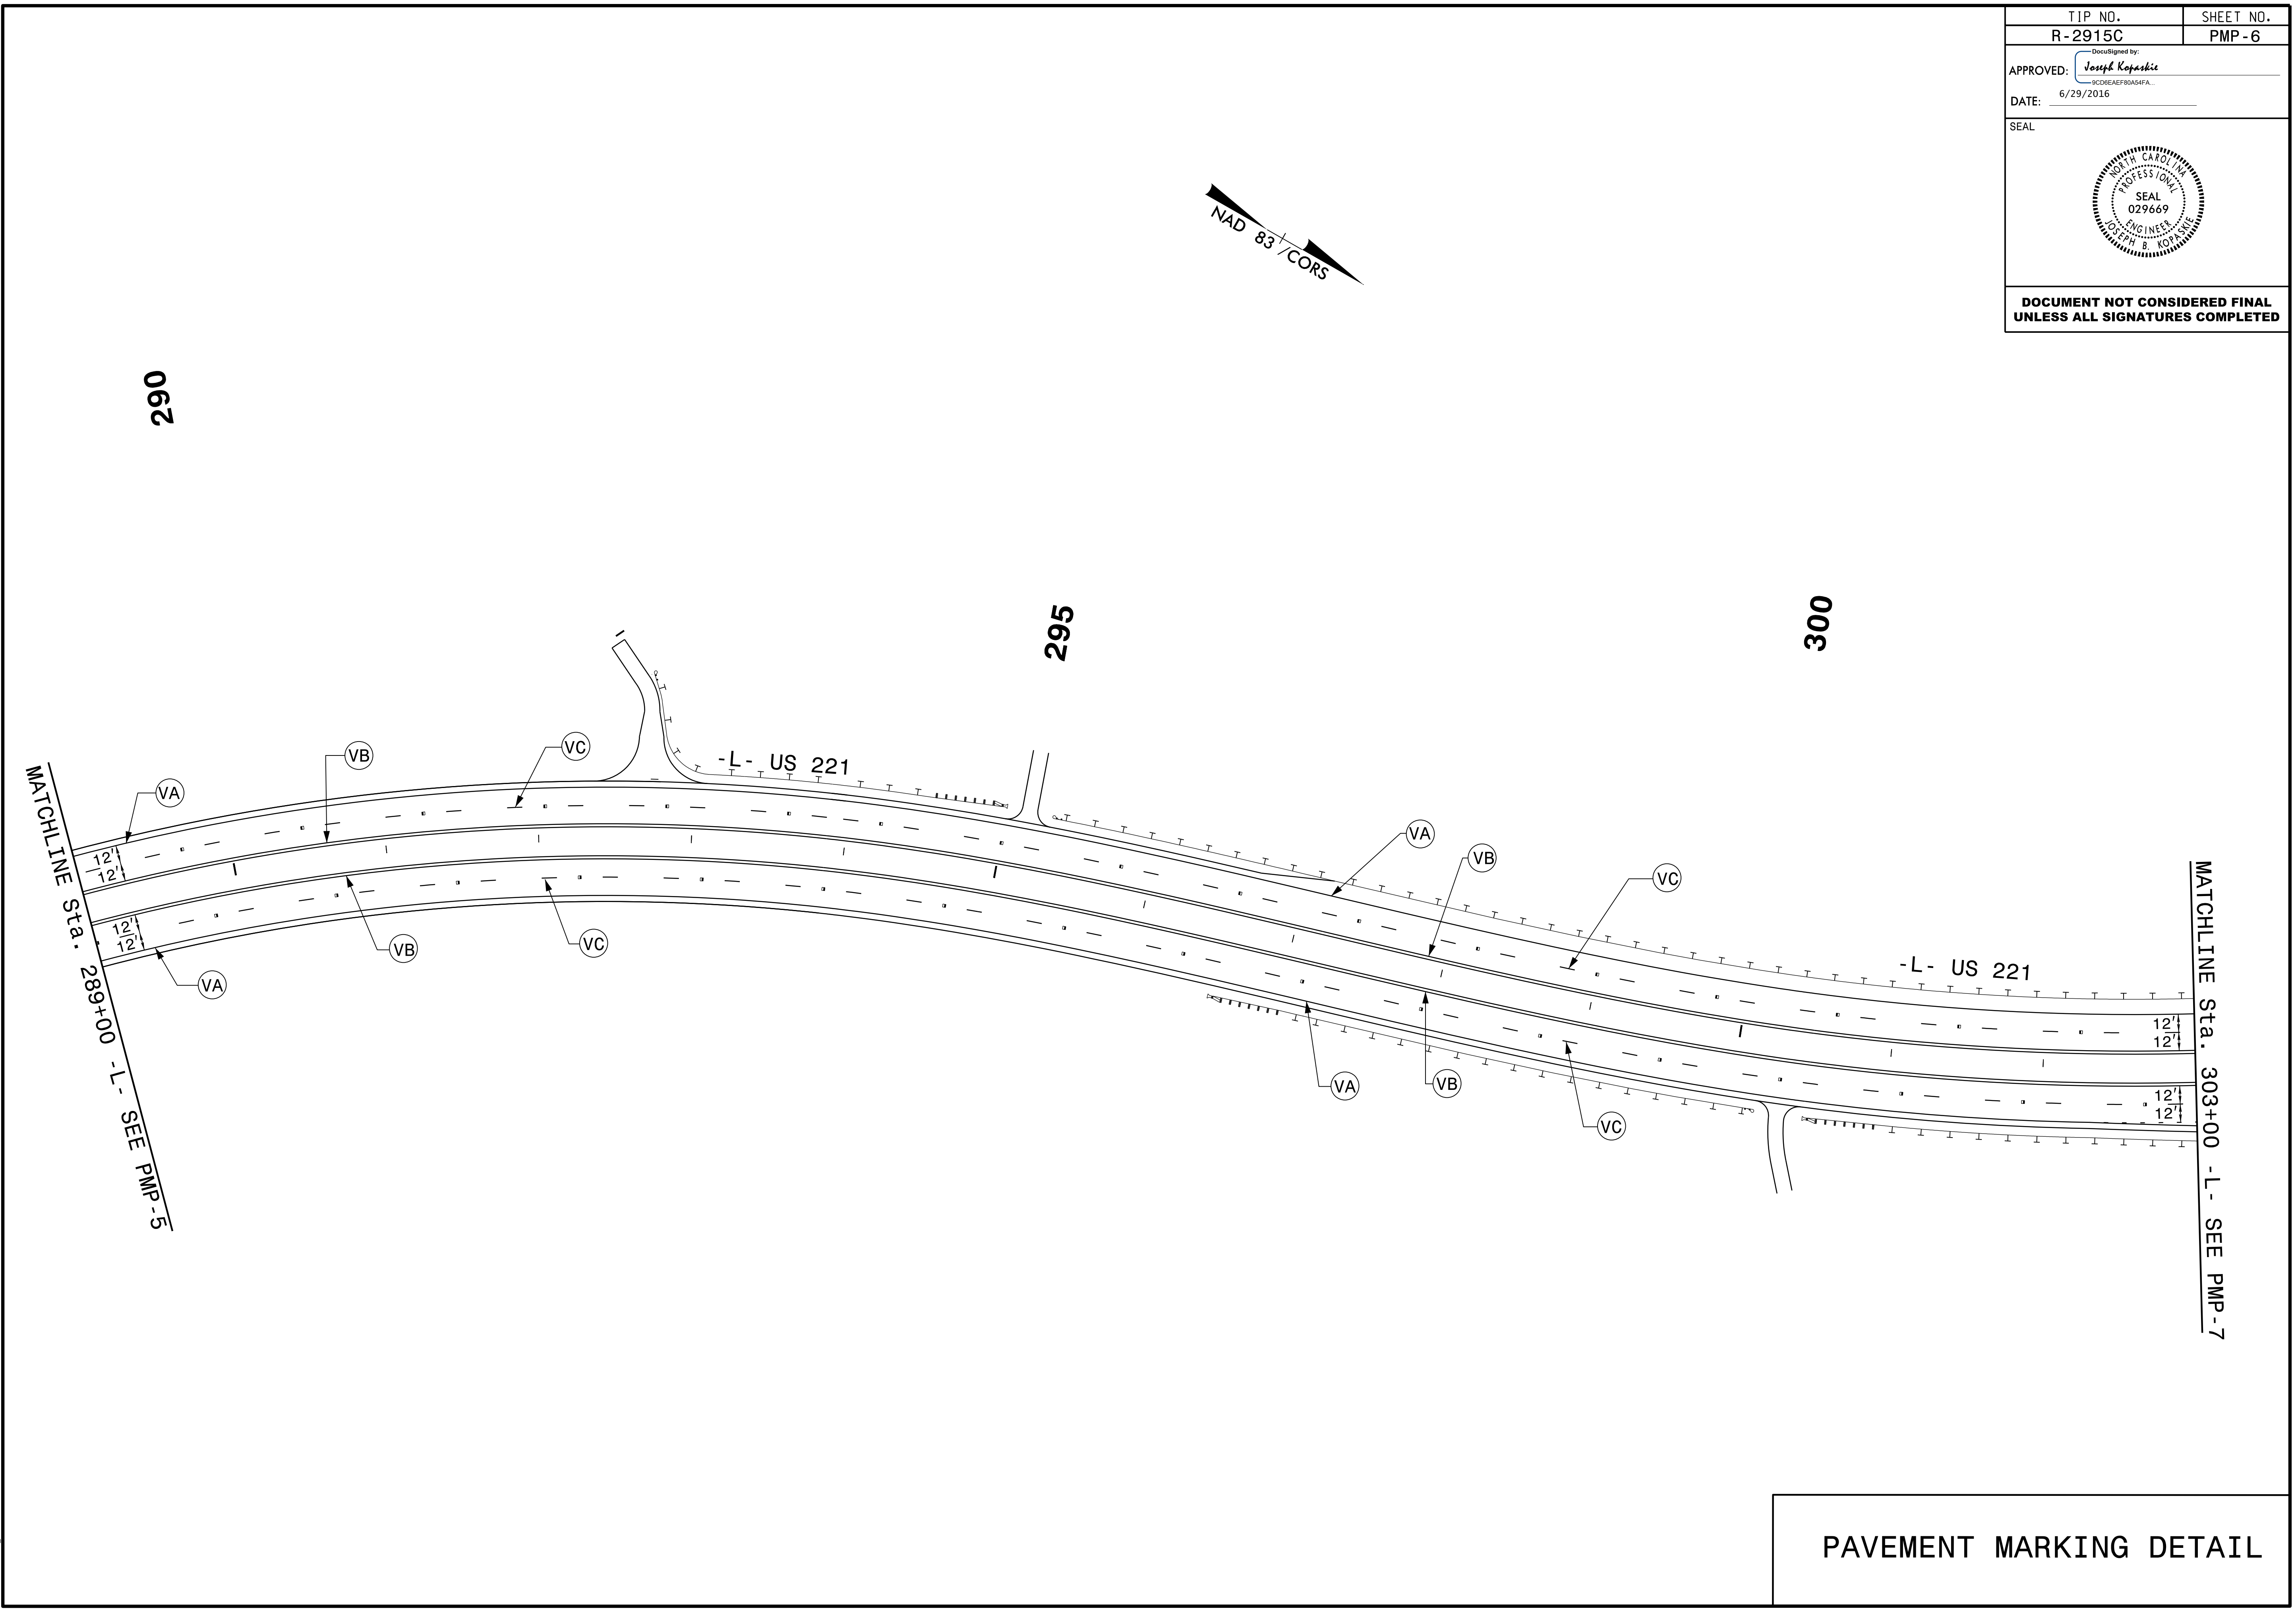 TIP NO.
SHEET NO.
R-2915C
PMP-6
DocuSigned by:
APPROVED: Joseph Kopaskie
9CD6EAEF80A54FA...
DATE: 6/29/2016
SEAL
NORTH CAROLINA
PROFESSIONAL
SEAL
029669
ENGINEER
JOSEPH B. KOPASKIE
DOCUMENT NOT CONSIDERED FINAL
UNLESS ALL SIGNATURES COMPLETED
NAD 83/CORS
290
295
300
MATCHLINE Sta. 289+00 -L- SEE PMP-5
VA
VB
VC
-L- US 221
12'
12'
12'
12'
VA
VB
VC
VA
VB
VC
-L- US 221
VA
VB
VC
12'
12'
12'
12'
MATCHLINE Sta. 303+00 -L- SEE PMP-7
PAVEMENT MARKING DETAIL